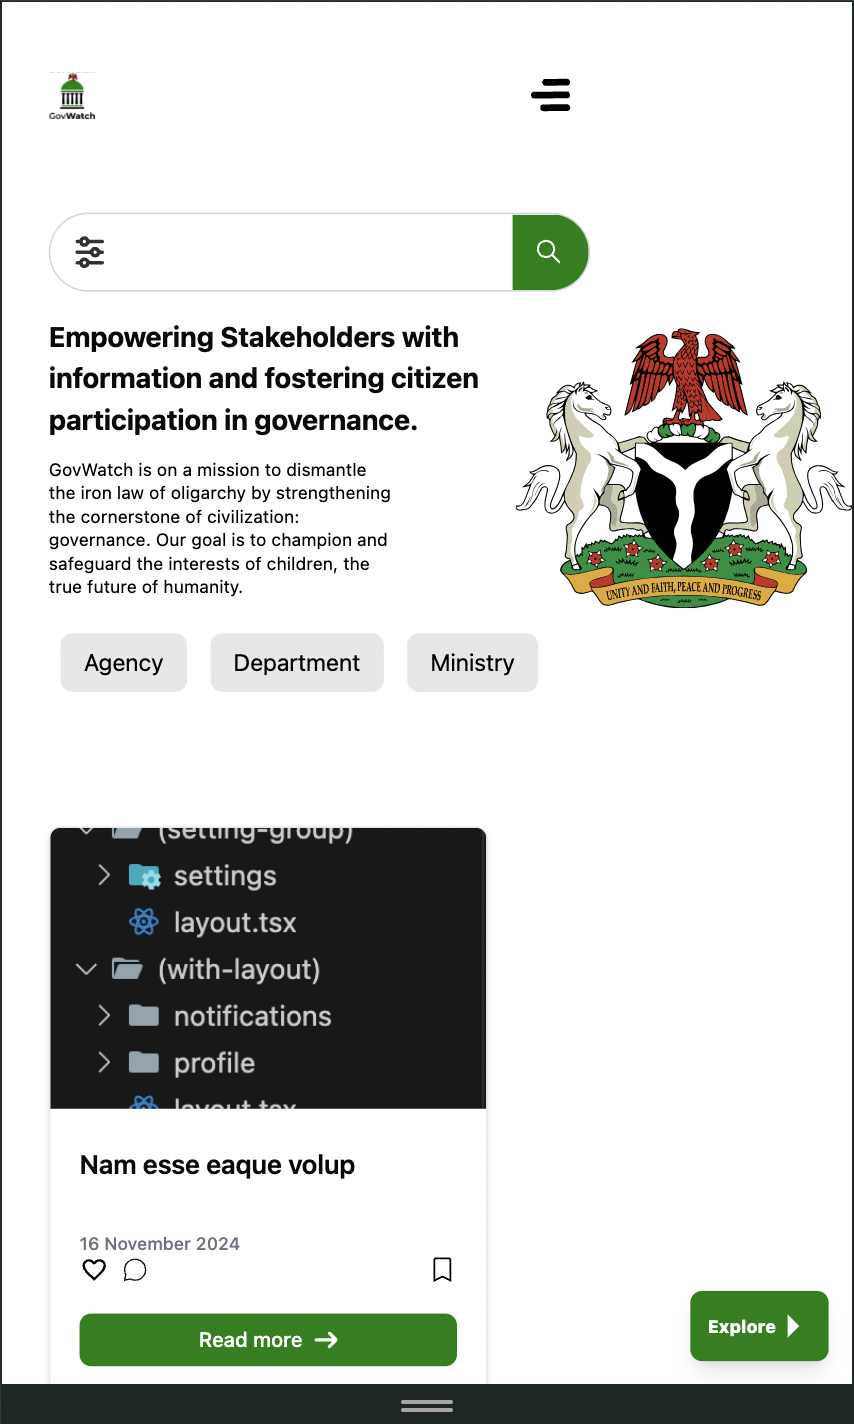 GovWatch
Empowering Stakeholders with
information and fostering citizen
participation in governance.
GovWatch is on a mission to dismantle
the iron law of oligarchy by strengthening
the cornerstone of civilization:
governance. Our goal is to champion and
safeguard the interests of children, the
true future of humanity.
UNITY AND FAITH, PEACE AND PROGRESS
Agency Department Ministry
(setting-group)
settings
layout.tsx
(with-layout)
notifications
profile
layout.tsx
Nam esse eaque volup
16 November 2024
Read more
Explore